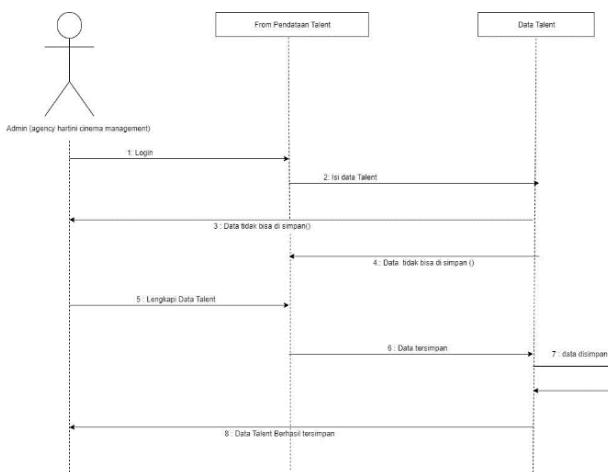 From Pendataan Talent
Data Talent
Admin (agency hartini cinema management)
1: Login
2: Isi data Talent
3 : Data tidak bisa di simpan()
4 : Data tidak bisa di simpan ()
5 : Lengkapi Data Talent
6 : Data tersimpan
7 : data disimpan
8 : Data Talent Berhasil tersimpan